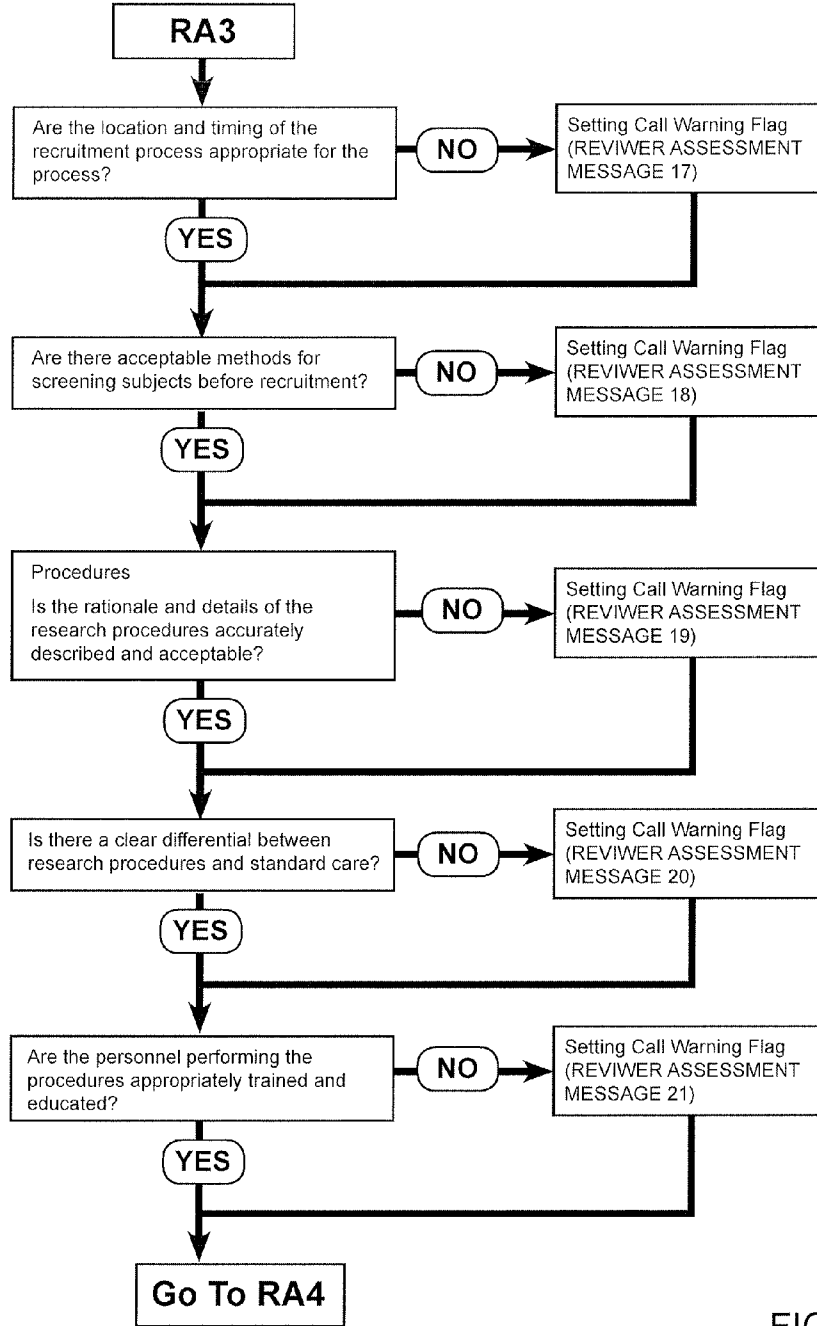 RA3
Are the location and timing of the
recruitment process appropriate for the
process?
NO
Setting Call Warning Flag
(REVIWER ASSESSMENT
MESSAGE 17)
YES
Are there acceptable methods for
screening subjects before recruitment?
NO
Setting Call Warning Flag
(REVIWER ASSESSMENT
MESSAGE 18)
YES
Procedures
Is the rationale and details of the
research procedures accurately
described and acceptable?
NO
Setting Call Warning Flag
(REVIWER ASSESSMENT
MESSAGE 19)
YES
Is there a clear differential between
research procedures and standard care?
NO
Setting Call Warning Flag
(REVIWER ASSESSMENT
MESSAGE 20)
YES
Are the personnel performing the
procedures appropriately trained and
educated?
NO
Setting Call Warning Flag
(REVIWER ASSESSMENT
MESSAGE 21)
YES
Go To RA4
FIG